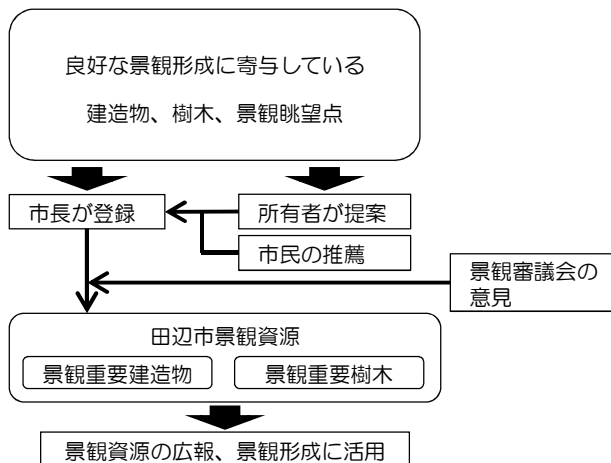 良好な景観形成に寄与している
建造物、樹木、景観眺望点
市長が登録
所有者が提案
市民の推薦
景観審議会の
意見
田辺市景観資源
景観重要建造物
景観重要樹木
景観資源の広報、景観形成に活用